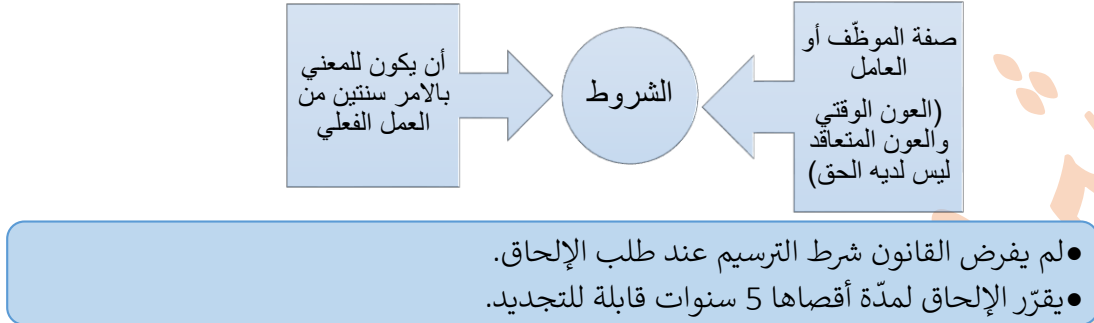 صفة الموظّف أو
العامل
(العون الوقتي
والعون المتعاقد
ليس لديه الحق)
الشروط
أن يكون للمعني
بالامر سنتين من
العمل الفعلي
•لم يفرض القانون شرط الترسيم عند طلب الإلحاق.
•يقرّر الإلحاق لمدّة أقصاها 5 سنوات قابلة للتجديد.